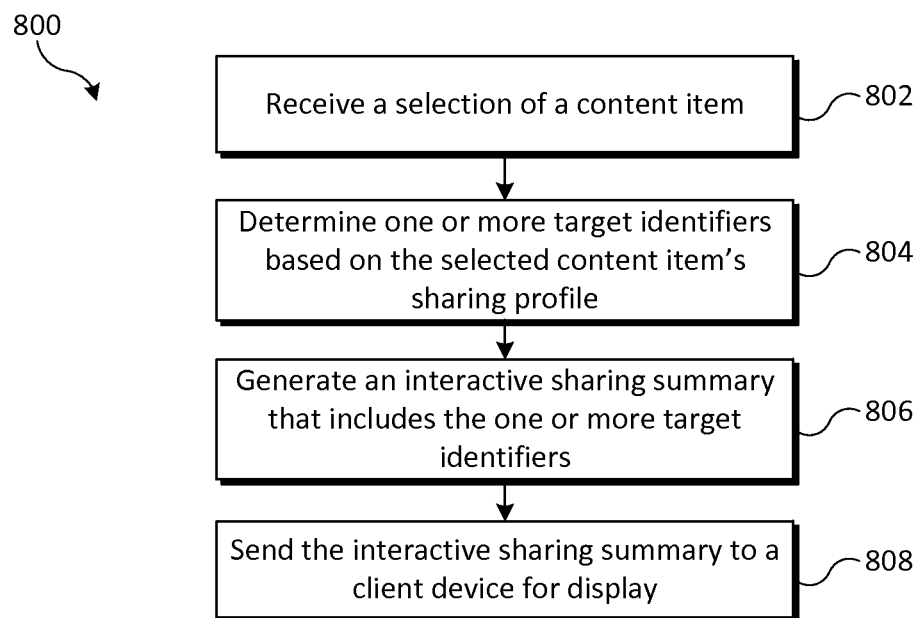 800
Receive a selection of a content item
802
Determine one or more target identifiers
based on the selected content item’s
sharing profile
804
Generate an interactive sharing summary
that includes the one or more target
identifiers
806
Send the interactive sharing summary to a
client device for display
808